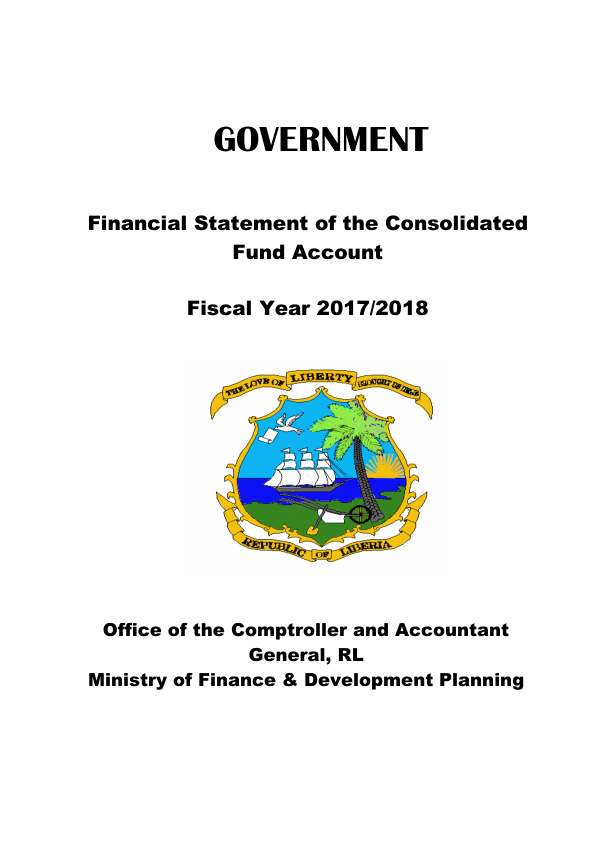 GOVERNMENT
Financial Statement of the Consolidated
Fund Account
Fiscal Year 2017/2018
THE LOVE OF LIBERTY BROUGHT US HERE
REPUBLIC OF LIBERIA
Office of the Comptroller and Accountant
General, RL
Ministry of Finance & Development Planning